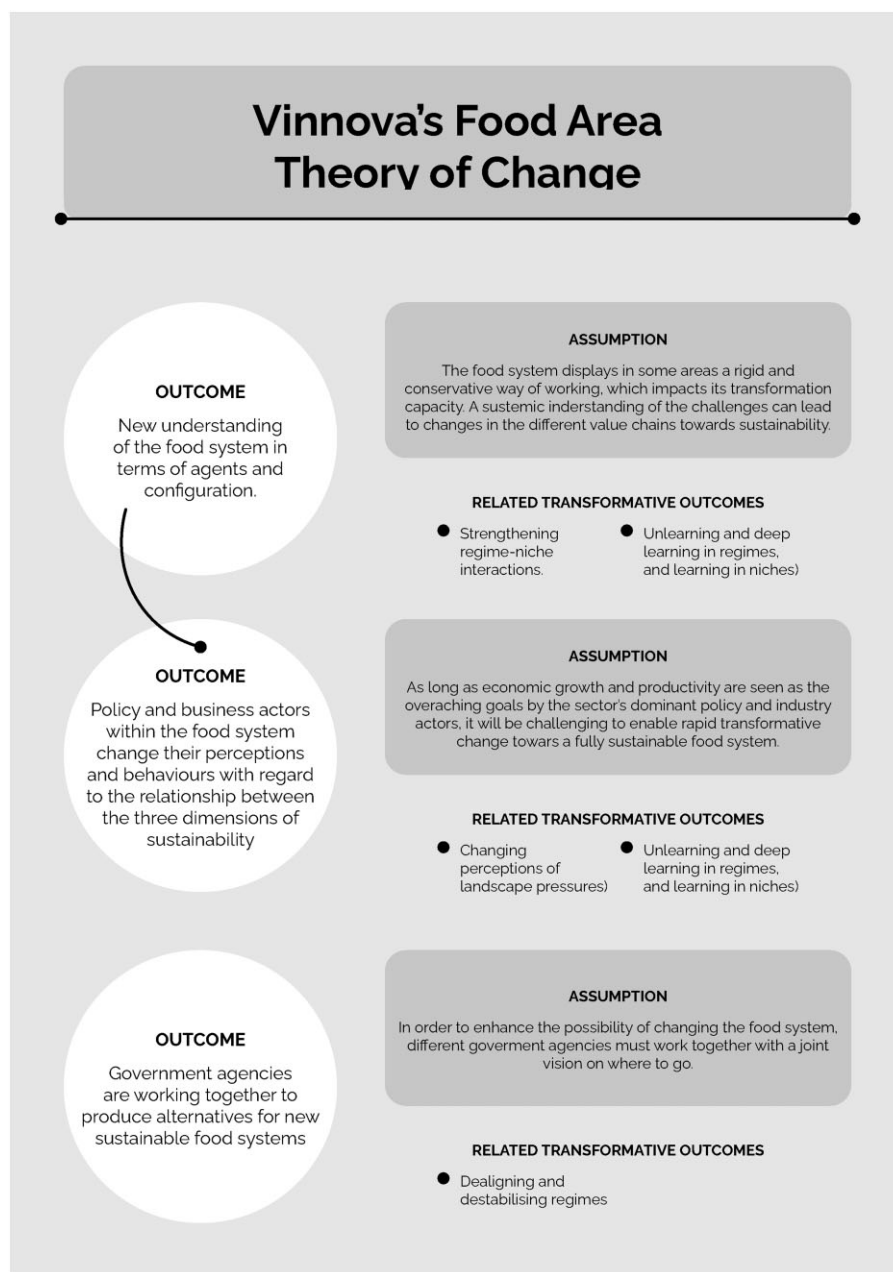 Vinnova's Food Area
Theory of Change
OUTCOME
New understanding
of the food system in
terms of agents and
configuration.
ASSUMPTION
The food system displays in some areas a rigid and
conservative way of working, which impacts its transformation
capacity. A sustemic inderstanding of the challenges can lead
to changes in the different value chains towards sustainability.
RELATED TRANSFORMATIVE OUTCOMES
Strengthening
regime-niche
interactions.
Unlearning and deep
learning in regimes,
and learning in niches)
OUTCOME
Policy and business actors
within the food system
change their perceptions
and behaviours with regard
to the relationship between
the three dimensions of
sustainability
ASSUMPTION
As long as economic growth and productivity are seen as the
overaching goals by the sector's dominant policy and industry
actors, it will be challenging to enable rapid transformative
change towars a fully sustainable food system.
RELATED TRANSFORMATIVE OUTCOMES
Changing
perceptions of
landscape pressures)
Unlearning and deep
learning in regimes,
and learning in niches)
OUTCOME
Government agencies
are working together to
produce alternatives for new
sustainable food systems
ASSUMPTION
In order to enhance the possibility of changing the food system,
different goverment agencies must work together with a joint
vision on where to go.
RELATED TRANSFORMATIVE OUTCOMES
Dealigning and
destabilising regimes